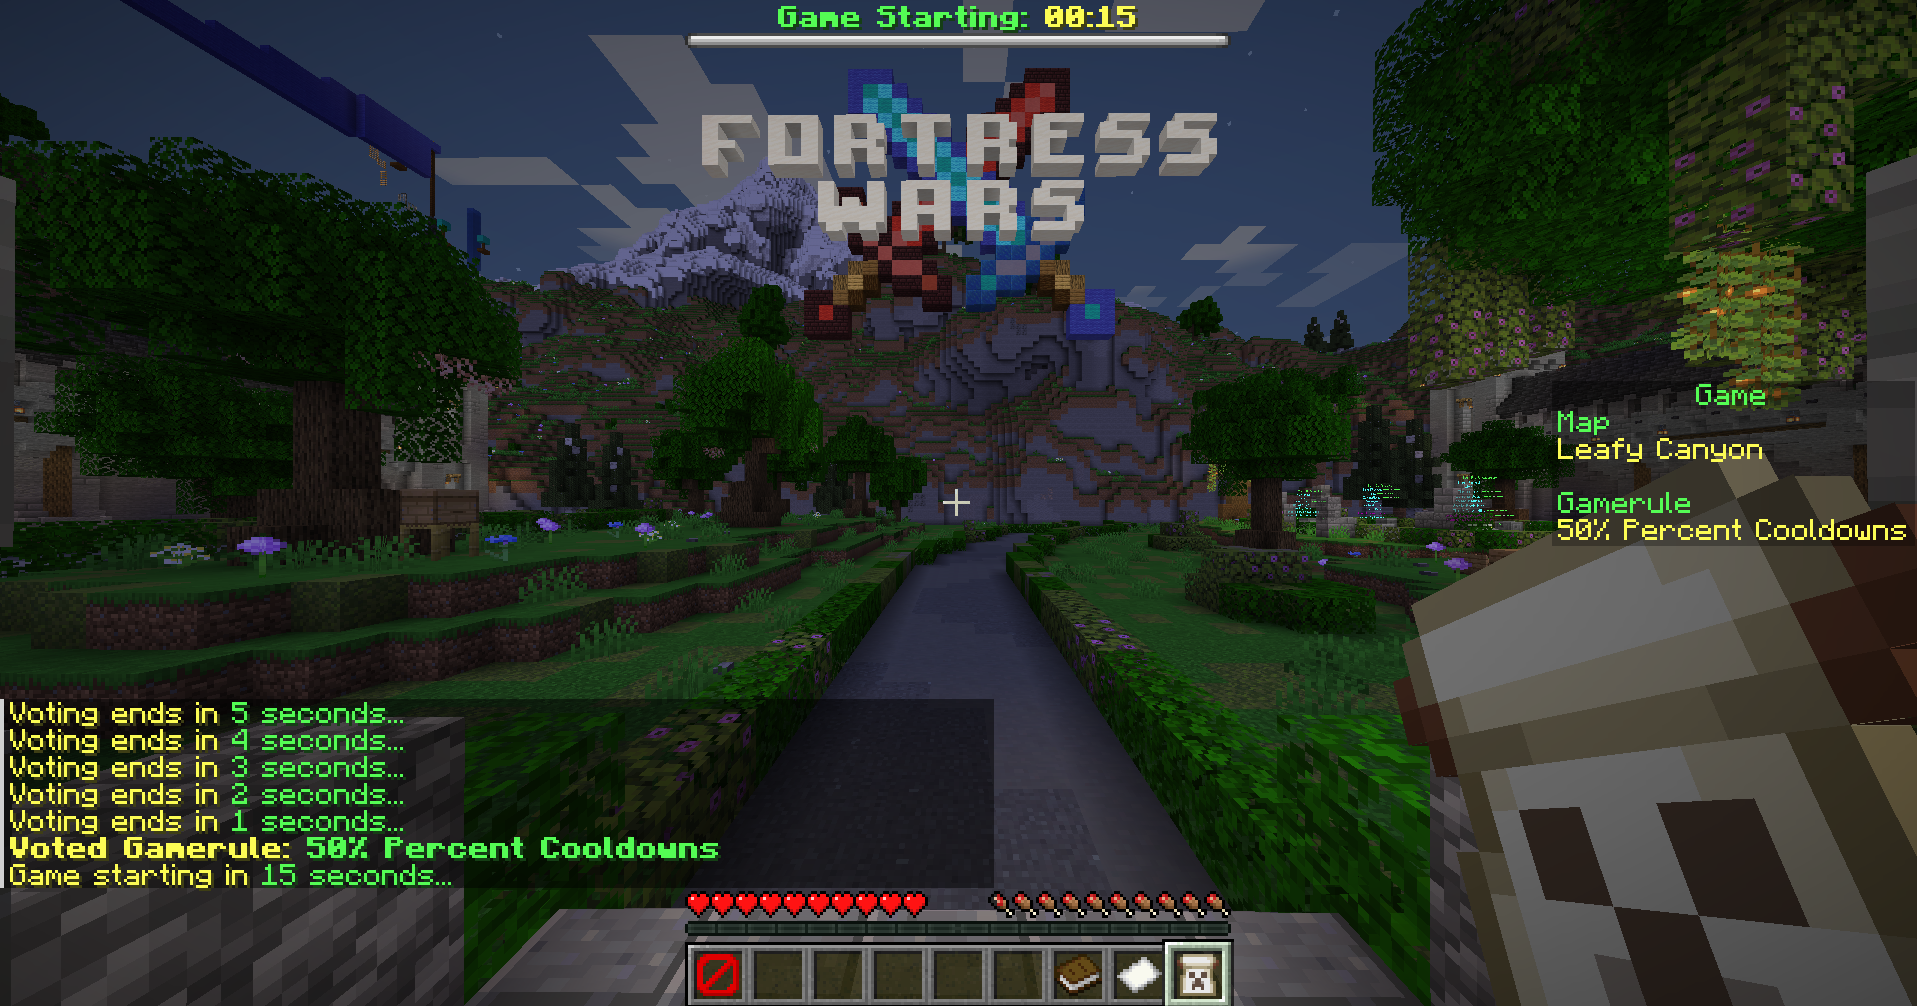 Game Starting: 00:15
FORTRESS
WARS
Game
Map
Leafy Canyon
Gamerule
50% Percent Cooldowns
Voting ends in 5 seconds...
Voting ends in 4 seconds...
Voting ends in 3 seconds...
Voting ends in 2 seconds...
Voting ends in 1 seconds...
Voted Gamerule: 50% Percent Cooldowns
Game starting in 15 seconds...